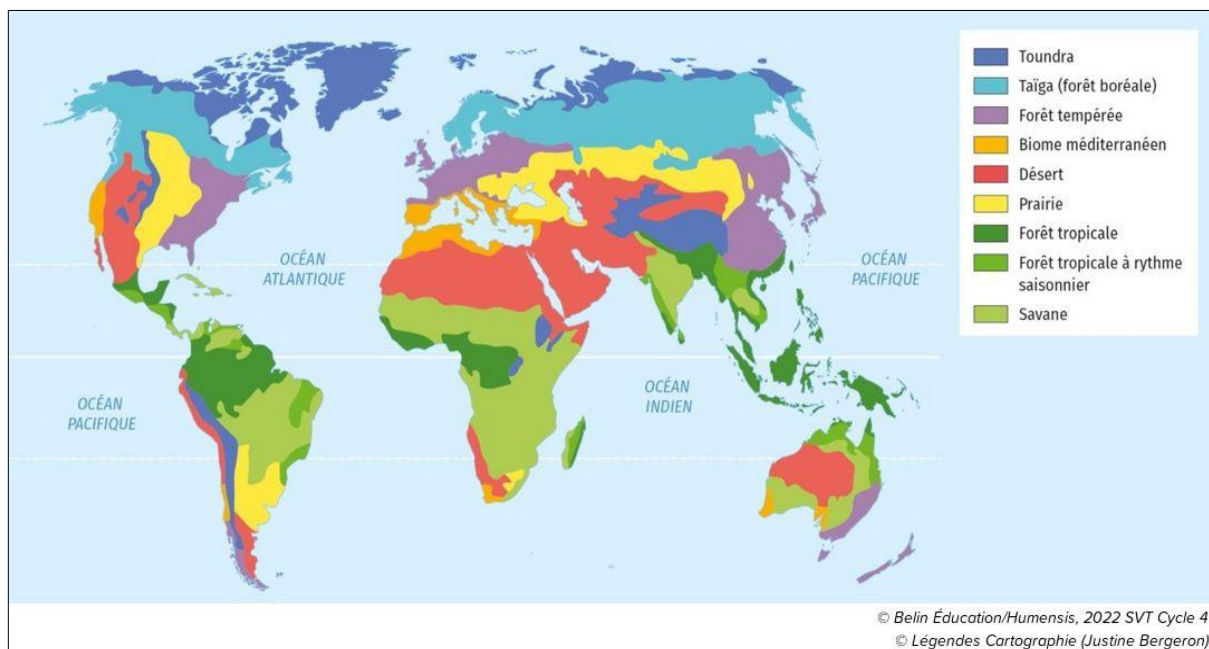 Toundra
Taïga (forêt boréale)
Forêt tempérée
Biome méditerranéen
Désert
Prairie
Forêt tropicale
Forêt tropicale à rythme
saisonnier
Savane
OCÉAN
ATLANTIQUE
OCÉAN
PACIFIQUE
OCÉAN
PACIFIQUE
OCÉAN
INDIEN
© Belin Éducation/Humensis, 2022 SVT Cycle 4
© Légendes Cartographie (Justine Bergeron)